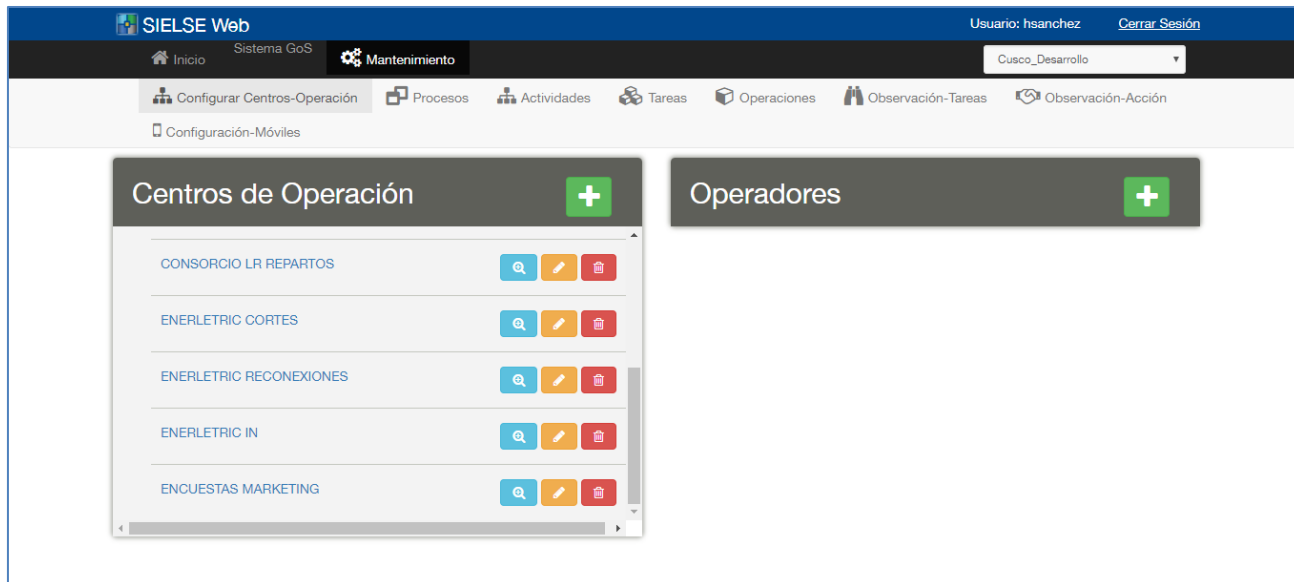 SIELSE Web
Usuario: hsanchez
Cerrar Sesión
Inicio
Sistema GoS
Mantenimiento
Cusco_Desarrollo
Configurar Centros-Operación
Procesos
Actividades
Tareas
Operaciones
Observación-Tareas
Observación-Acción
Configuración-Móviles
Centros de Operación
Operadores
CONSORCIO LR REPARTOS
ENERLETRIC CORTES
ENERLETRIC RECONEXIONES
ENERLETRIC IN
ENCUESTAS MARKETING